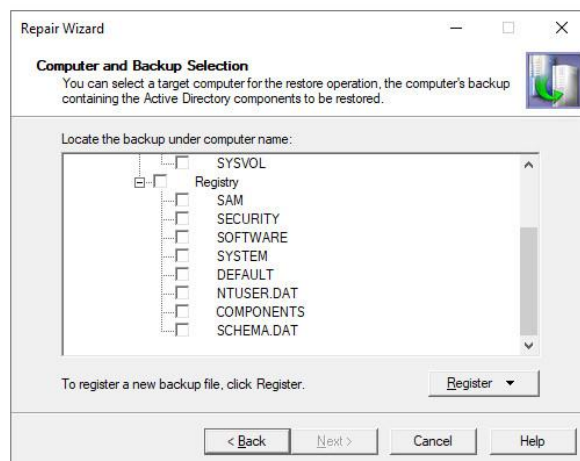 Repair Wizard
Computer and Backup Selection
You can select a target computer for the restore operation, the computer's backup
containing the Active Directory components to be restored.
Locate the backup under computer name:
SYSVOL
Registry
SAM
SECURITY
SOFTWARE
SYSTEM
DEFAULT
NTUSER.DAT
COMPONENTS
SCHEMA.DAT
To register a new backup file, click Register.
Register
< Back
Next >
Cancel
Help